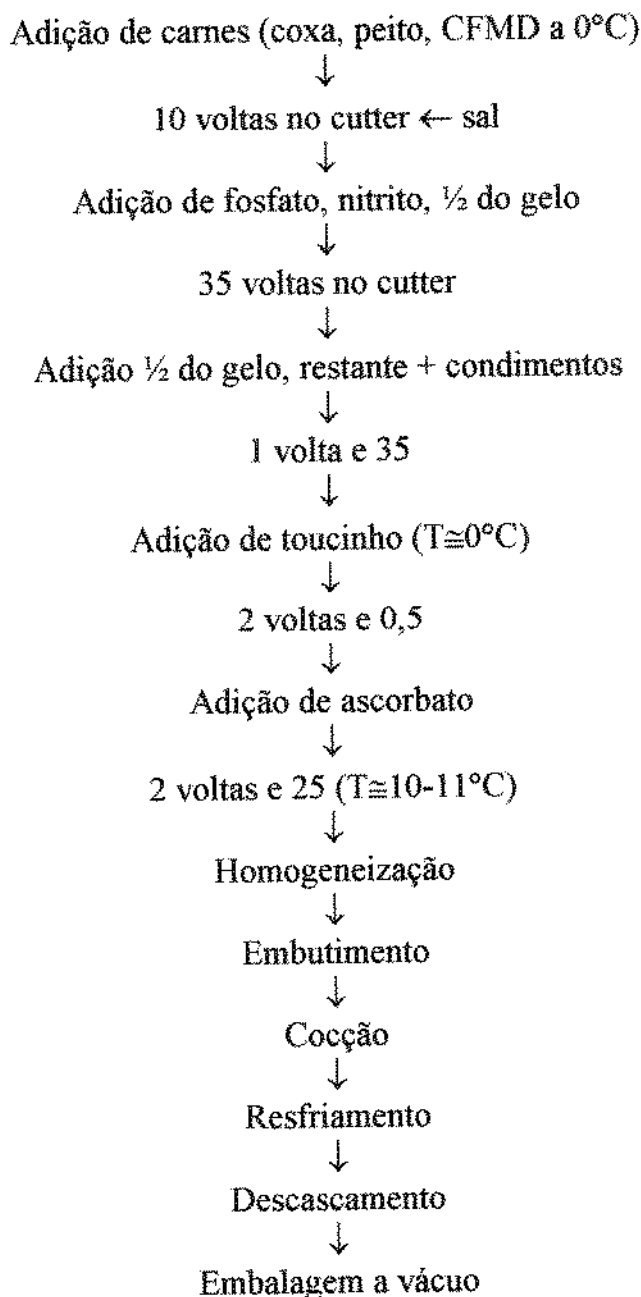 Adição de carnes (coxa, peito, CFMD a 0°C)
↓
10 voltas no cutter ← sal
↓
Adição de fosfato, nitrito, ½ do gelo
↓
35 voltas no cutter
↓
Adição ½ do gelo, restante + condimentos
↓
1 volta e 35
↓
Adição de toucinho (T≅0°C)
↓
2 voltas e 0,5
↓
Adição de ascorbato
↓
2 voltas e 25 (T≅10-11°C)
↓
Homogeneização
↓
Embutimento
↓
Cocção
↓
Resfriamento
↓
Descascamento
↓
Embalagem a vácuo